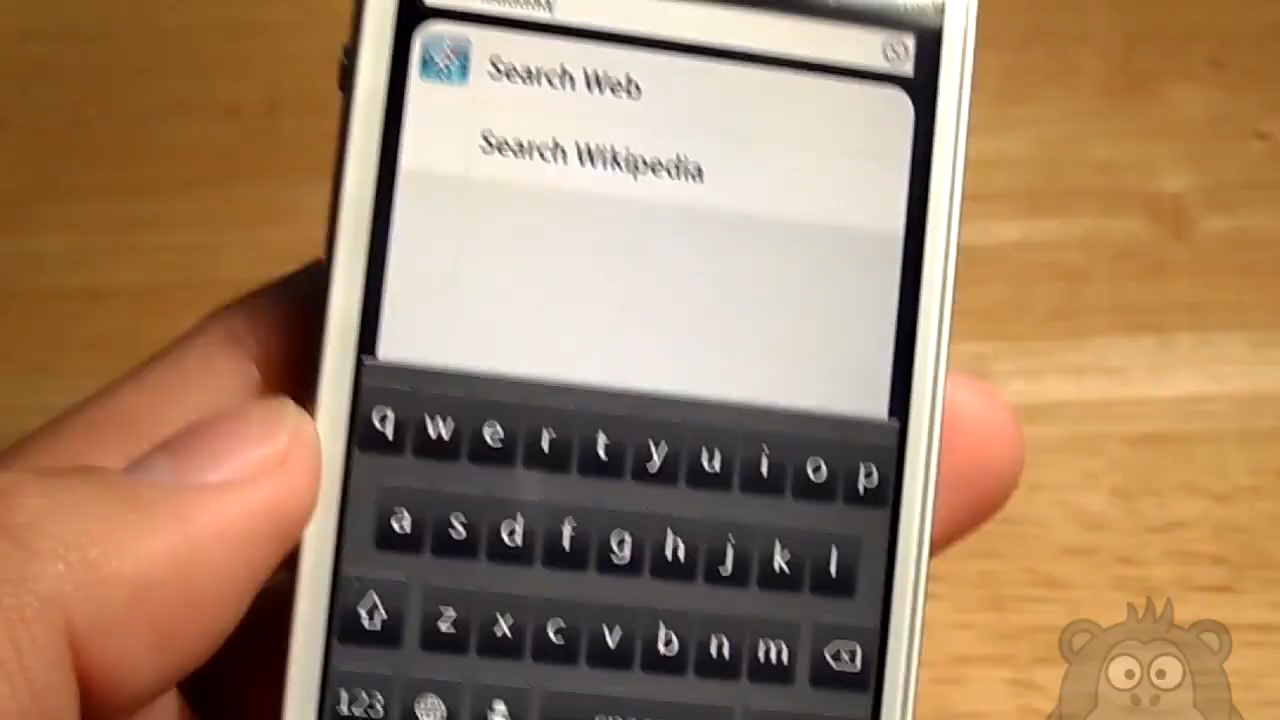 Search Web
Search Wikipedia
q w e r t y u i o p
a s d f g h j k l
z x c v b n m
123